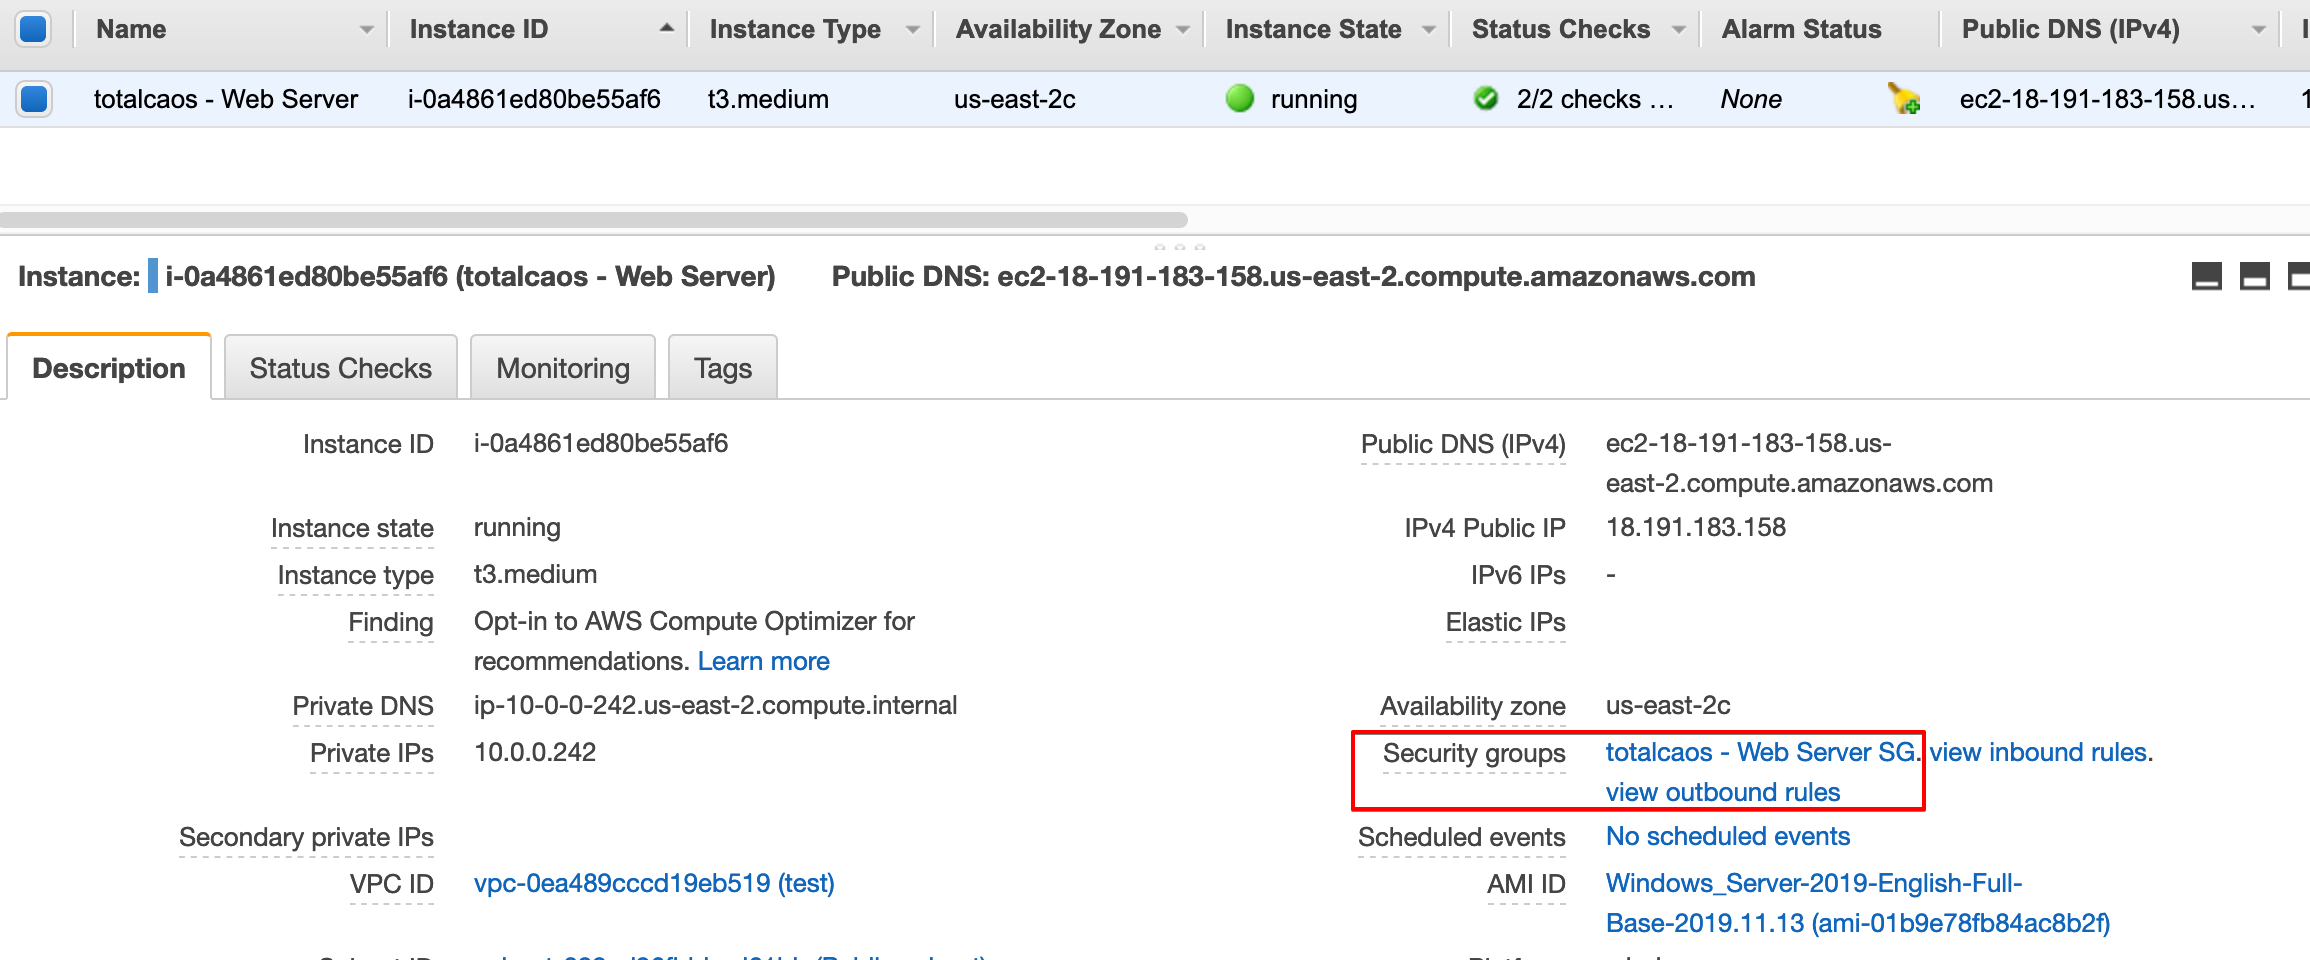 Name Instance ID Instance Type Availability Zone Instance State Status Checks Alarm Status Public DNS (IPv4)
totalcaos - Web Server i-0a4861ed80be55af6 t3.medium us-east-2c running 2/2 checks ... None ec2-18-191-183-158.us...
Instance: i-0a4861ed80be55af6 (totalcaos - Web Server) Public DNS: ec2-18-191-183-158.us-east-2.compute.amazonaws.com
Description Status Checks Monitoring Tags
Instance ID i-0a4861ed80be55af6
Public DNS (IPv4) ec2-18-191-183-158.us-
east-2.compute.amazonaws.com
Instance state running
IPv4 Public IP 18.191.183.158
Instance type t3.medium
IPv6 IPs -
Finding Opt-in to AWS Compute Optimizer for
recommendations. Learn more
Elastic IPs
Private DNS ip-10-0-0-242.us-east-2.compute.internal
Availability zone us-east-2c
Private IPs 10.0.0.242
Security groups totalcaos - Web Server SG. view inbound rules.
view outbound rules
Secondary private IPs
Scheduled events No scheduled events
VPC ID vpc-0ea489cccd19eb519 (test)
AMI ID Windows_Server-2019-English-Full-
Base-2019.11.13 (ami-01b9e78fb84ac8b2f)